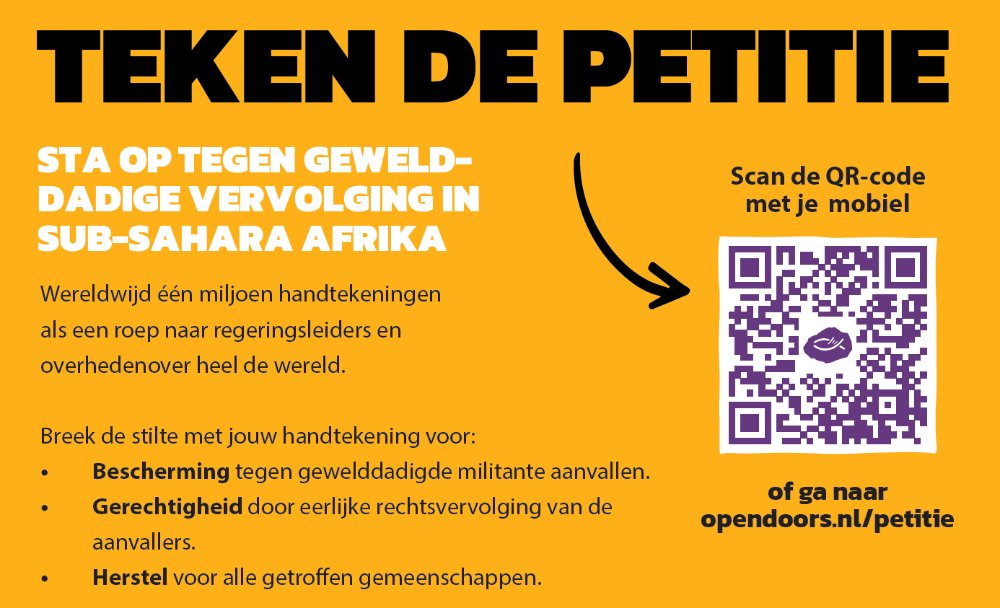 TEKEN DE PETITIE
STA OP TEGEN GEWELD-
DADIGE VERVOLGING IN
SUB-SAHARA AFRIKA
Wereldwijd één miljoen handtekeningen
als een roep naar regeringsleiders en
overhedenover heel de wereld.
Breek de stilte met jouw handtekening voor:
• Bescherming tegen gewelddadigde militante aanvallen.
• Gerechtigheid door eerlijke rechtsvervolging van de
aanvallers.
• Herstel voor alle getroffen gemeenschappen.
Scan de QR-code
met je mobiel
of ga naar
opendoors.nl/petitie